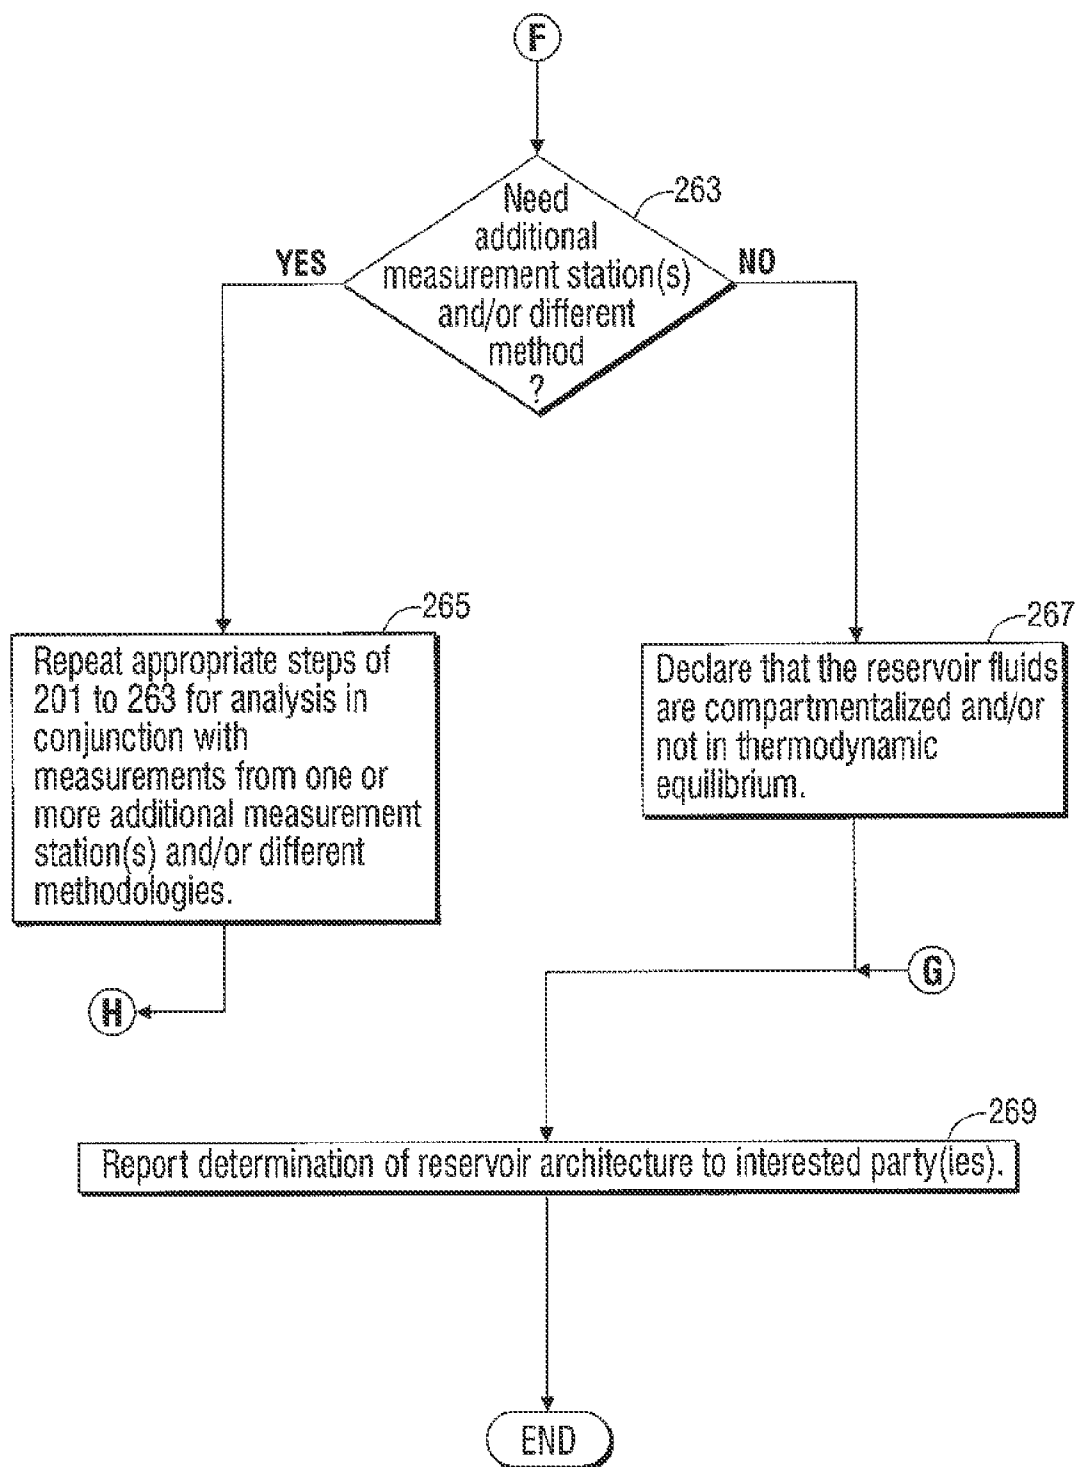 F
263
Need
additional
measurement station(s)
and/or different
method
?
YES
NO
265
Repeat appropriate steps of
201 to 263 for analysis in
conjunction with
measurements from one or
more additional measurement
station(s) and/or different
methodologies.
267
Declare that the reservoir fluids
are compartmentalized and/or
not in thermodynamic
equilibrium.
G
H
269
Report determination of reservoir architecture to interested party(ies).
END